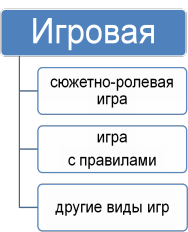 Игровая
сюжетно-ролевая
игра
игра
с правилами
другие виды игр